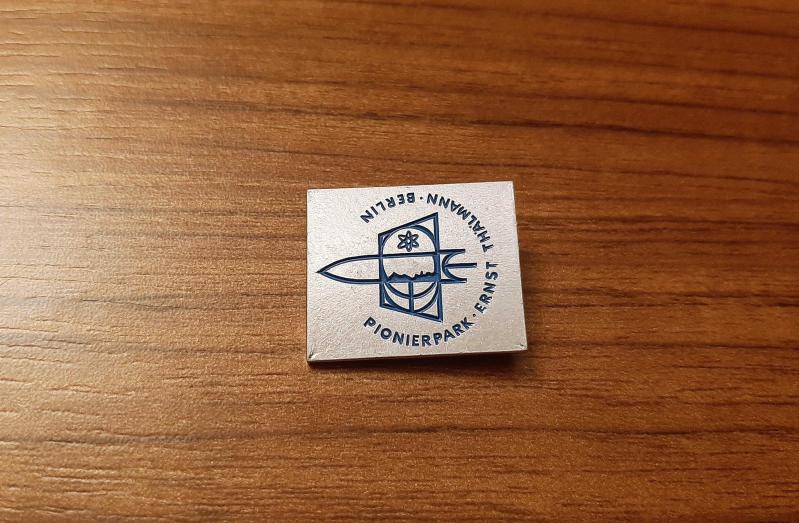 PIONIERPARK · ERNST THÄLMANN · BERLIN